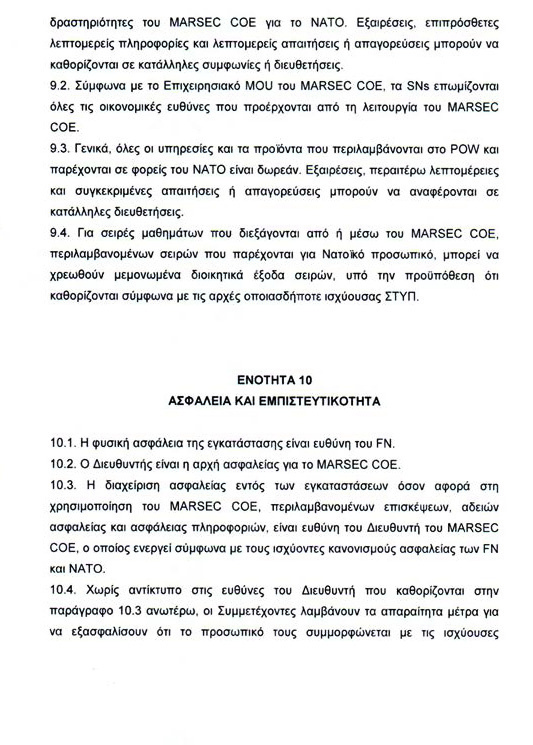 δραστηριότητες του MARSEC COE για το NATO. Εξαιρέσεις, επιπρόσθετες
λεπτομερείς πληροφορίες και λεπτομερείς απαιτήσεις ή απαγορεύσεις μπορούν να
καθορίζονται σε κατάλληλες συμφωνίες ή διευθετήσεις.
9.2. Σύμφωνα με το Επιχειρησιακό MOU του MARSEC COE, τα SNs επωμίζονται
όλες τις οικονομικές ευθύνες που προέρχονται από τη λειτουργία του MARSEC
COE.
9.3. Γενικά, όλες οι υπηρεσίες και τα προϊόντα που περιλαμβάνονται στο POW και
παρέχονται σε φορείς του NATO είναι δωρεάν. Εξαιρέσεις, περαιτέρω λεπτομέρειες
και συγκεκριμένες απαιτήσεις ή απαγορεύσεις μπορούν να αναφέρονται σε
κατάλληλες διευθετήσεις.
9.4. Για σειρές μαθημάτων που διεξάγονται από ή μέσω του MARSEC COE,
περιλαμβανομένων σειρών που παρέχονται για Νατοϊκό προσωπικό, μπορεί να
χρεωθούν μεμονωμένα διοικητικά έξοδα σειρών, υπό την προϋπόθεση ότι
καθορίζονται σύμφωνα με τις αρχές οποιασδήποτε ισχύουσας ΣΤΥΠ.
ΕΝΟΤΗΤΑ 10
ΑΣΦΑΛΕΙΑ ΚΑΙ ΕΜΠΙΣΤΕΥΤΙΚΟΤΗΤΑ
10.1. Η φυσική ασφάλεια της εγκατάστασης είναι ευθύνη του FN.
10.2. Ο Διευθυντής είναι η αρχή ασφαλείας για το MARSEC COE.
10.3. Η διαχείριση ασφαλείας εντός των εγκαταστάσεων όσον αφορά στη
χρησιμοποίηση του MARSEC COE, περιλαμβανομένων επισκέψεων, αδειών
ασφαλείας και ασφάλειας πληροφοριών, είναι ευθύνη του Διευθυντή του MARSEC
COE, ο οποίος ενεργεί σύμφωνα με τους ισχύοντες κανονισμούς ασφαλείας των FN
και NATO.
10.4. Χωρίς αντίκτυπο στις ευθύνες του Διευθυντή που καθορίζονται στην
παράγραφο 10.3 ανωτέρω, οι Συμμετέχοντες λαμβάνουν τα απαραίτητα μέτρα για
να εξασφαλίσουν ότι το προσωπικό τους συμμορφώνεται με τις ισχύουσες